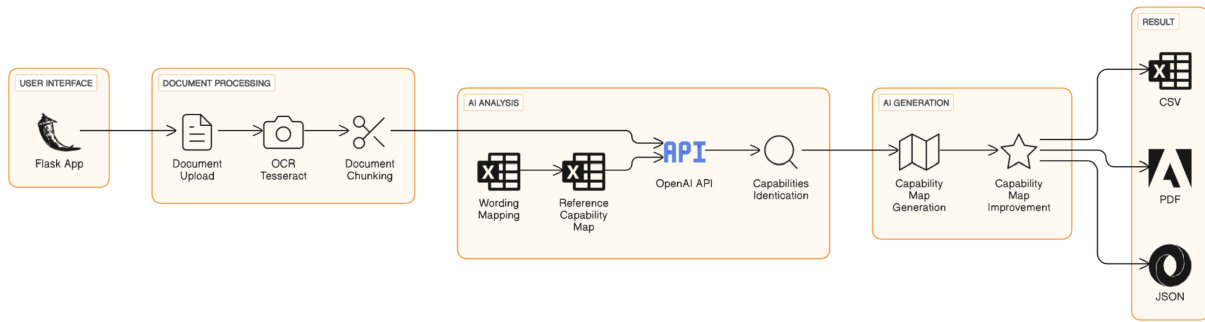 USER INTERFACE
Flask App
DOCUMENT PROCESSING
Document
Upload
OCR
Tesseract
Document
Chunking
AI ANALYSIS
Wording
Mapping
Reference
Capability
Map
API
OpenAI API
Capabilities
Identication
AI GENERATION
Capability
Map
Generation
Capability
Map
Improvement
RESULT
X
CSV
PDF
JSON